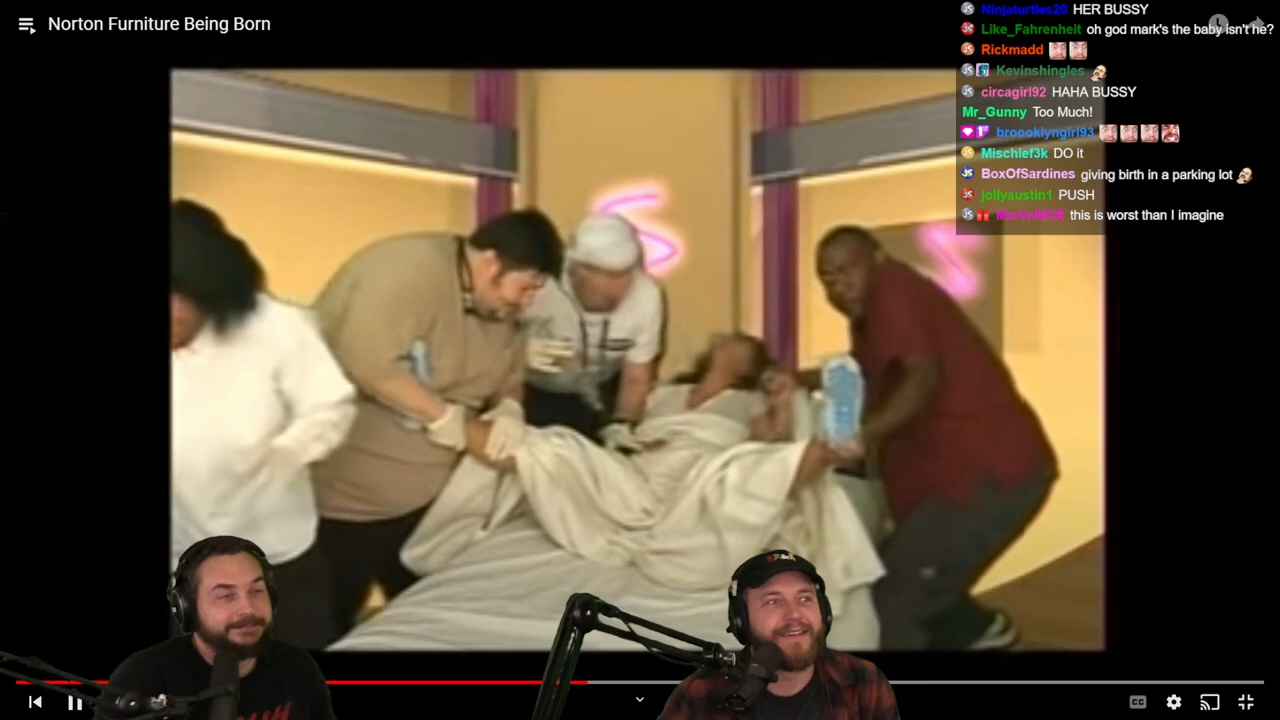 Norton Furniture Being Born
Ninjaturtles20 HER BUSSY
Like_Fahrenheit oh god mark's the baby isn't he?
Rickmadd
Kevinshingles
circagirl92 HAHA BUSSY
Mr_Gunny Too Much!
broooklyngirl93
Mischief3k DO it
BoxOfSardines giving birth in a parking lot
jollyaustin1 PUSH
this is worst than I imagine
CC